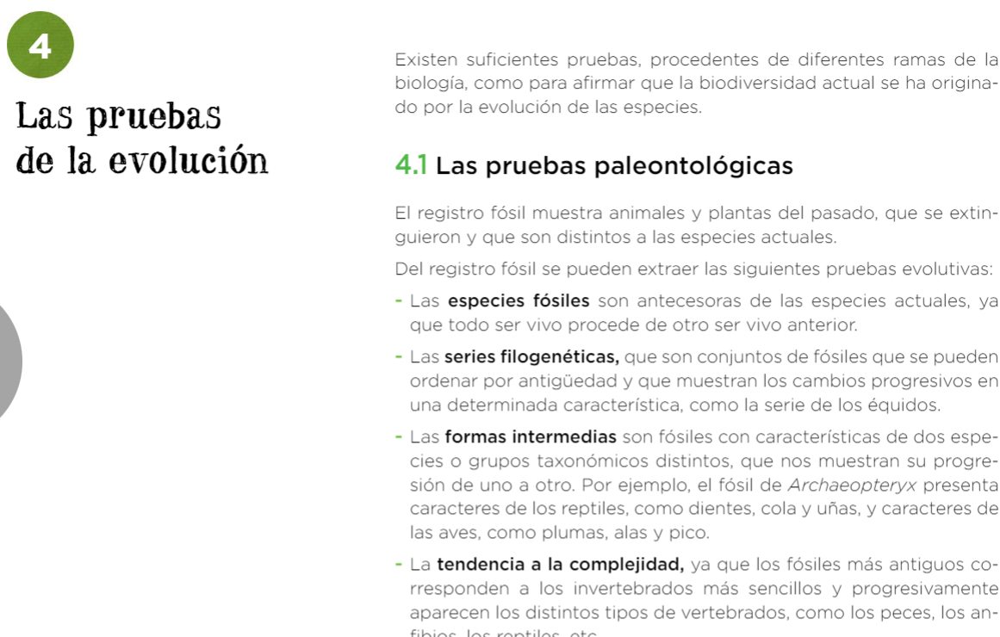 4
Las pruebas
de la evolución
Existen suficientes pruebas, procedentes de diferentes ramas de la
biología, como para afirmar que la biodiversidad actual se ha origina-
do por la evolución de las especies.
4.1 Las pruebas paleontológicas
El registro fósil muestra animales y plantas del pasado, que se extin-
guieron y que son distintos a las especies actuales.
Del registro fósil se pueden extraer las siguientes pruebas evolutivas:
- Las especies fósiles son antecesoras de las especies actuales, ya
que todo ser vivo procede de otro ser vivo anterior.
- Las series filogenéticas, que son conjuntos de fósiles que se pueden
ordenar por antigüedad y que muestran los cambios progresivos en
una determinada característica, como la serie de los équidos.
- Las formas intermedias son fósiles con características de dos espe-
cies o grupos taxonómicos distintos, que nos muestran su progre-
sión de uno a otro. Por ejemplo, el fósil de Archaeopteryx presenta
caracteres de los reptiles, como dientes, cola y uñas, y caracteres de
las aves, como plumas, alas y pico.
- La tendencia a la complejidad, ya que los fósiles más antiguos co-
rresponden a los invertebrados más sencillos y progresivamente
aparecen los distintos tipos de vertebrados, como los peces, los an-
fibios, los reptiles, etc.